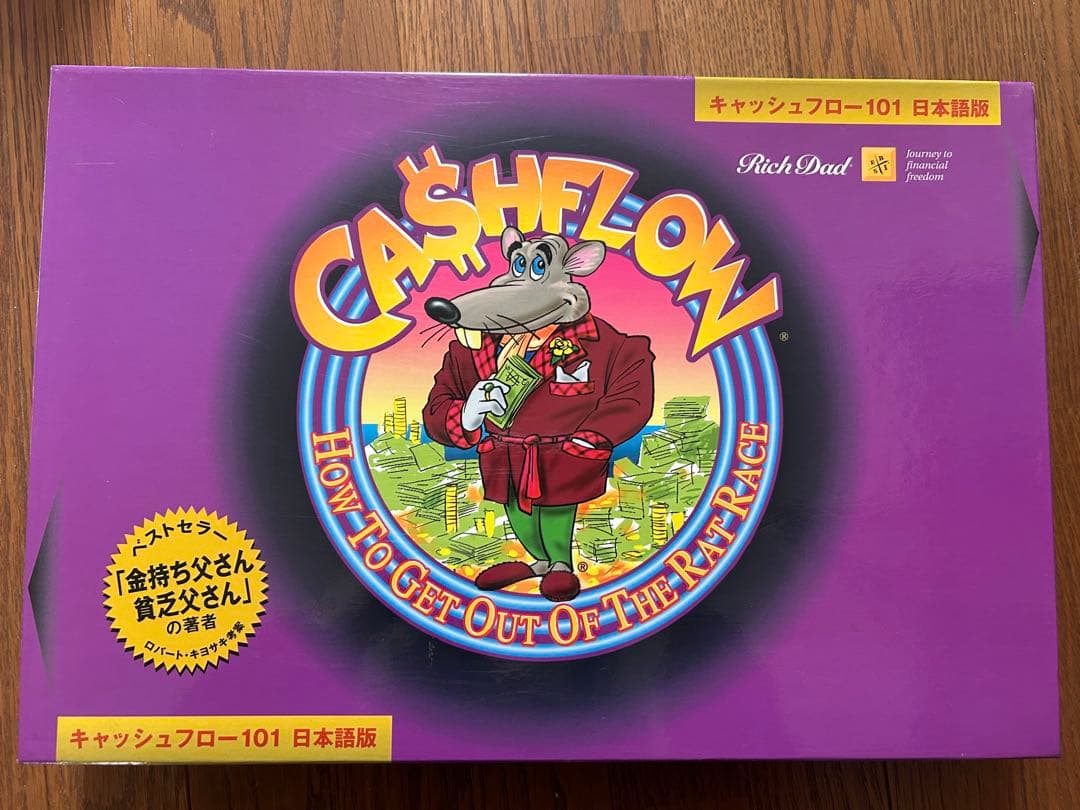 キャッシュフロー101 日本語版
Rich Dad®
E B
S I
Journey to
financial
freedom
CA$HFLOW
®
HOW TO GET OUT OF THE RAT RACE
®
ベストセラー
「金持ち父さん
貧乏父さん」
の著者
ロバート・キヨサキ考案
キャッシュフロー101 日本語版